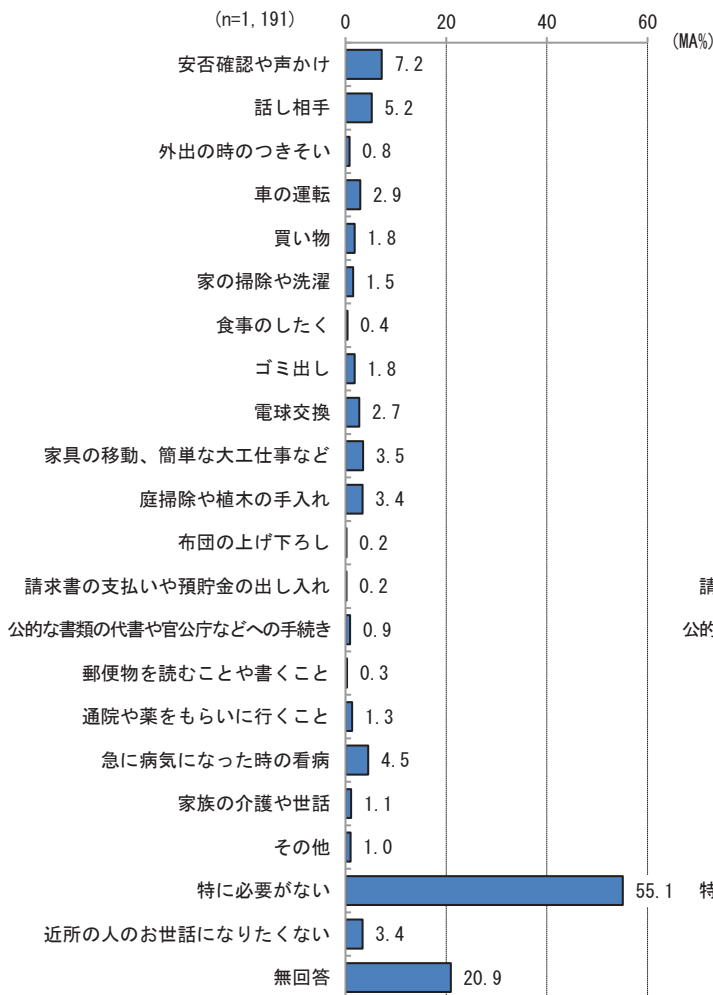 (n=1,191)
0 20 40 60
(MA%)
安否確認や声かけ 7.2
話し相手 5.2
外出の時のつきそい 0.8
車の運転 2.9
買い物 1.8
家の掃除や洗濯 1.5
食事のしたく 0.4
ゴミ出し 1.8
電球交換 2.7
家具の移動、簡単な大工仕事など 3.5
庭掃除や植木の手入れ 3.4
布団の上げ下ろし 0.2
請求書の支払いや預貯金の出し入れ 0.2 請
公的な書類の代書や官公庁などへの手続き 0.9 公的
郵便物を読むことや書くこと 0.3
通院や薬をもらいに行くこと 1.3
急に病気になった時の看病 4.5
家族の介護や世話 1.1
その他 1.0
特に必要がない 55.1 特
近所の人のお世話になりたくない 3.4
無回答 20.9